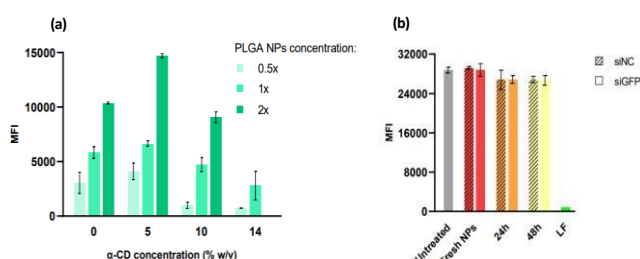 (a)
PLGA NPs concentration:
0.5x
1x
2x
15000
10000
5000
0
MFI
0 5 10 14
α-CD concentration (% w/v)
(b)
32000
24000
16000
8000
0
MFI
Untreated
Fresh NPs
24h
48h
LF
siNC
siGFP